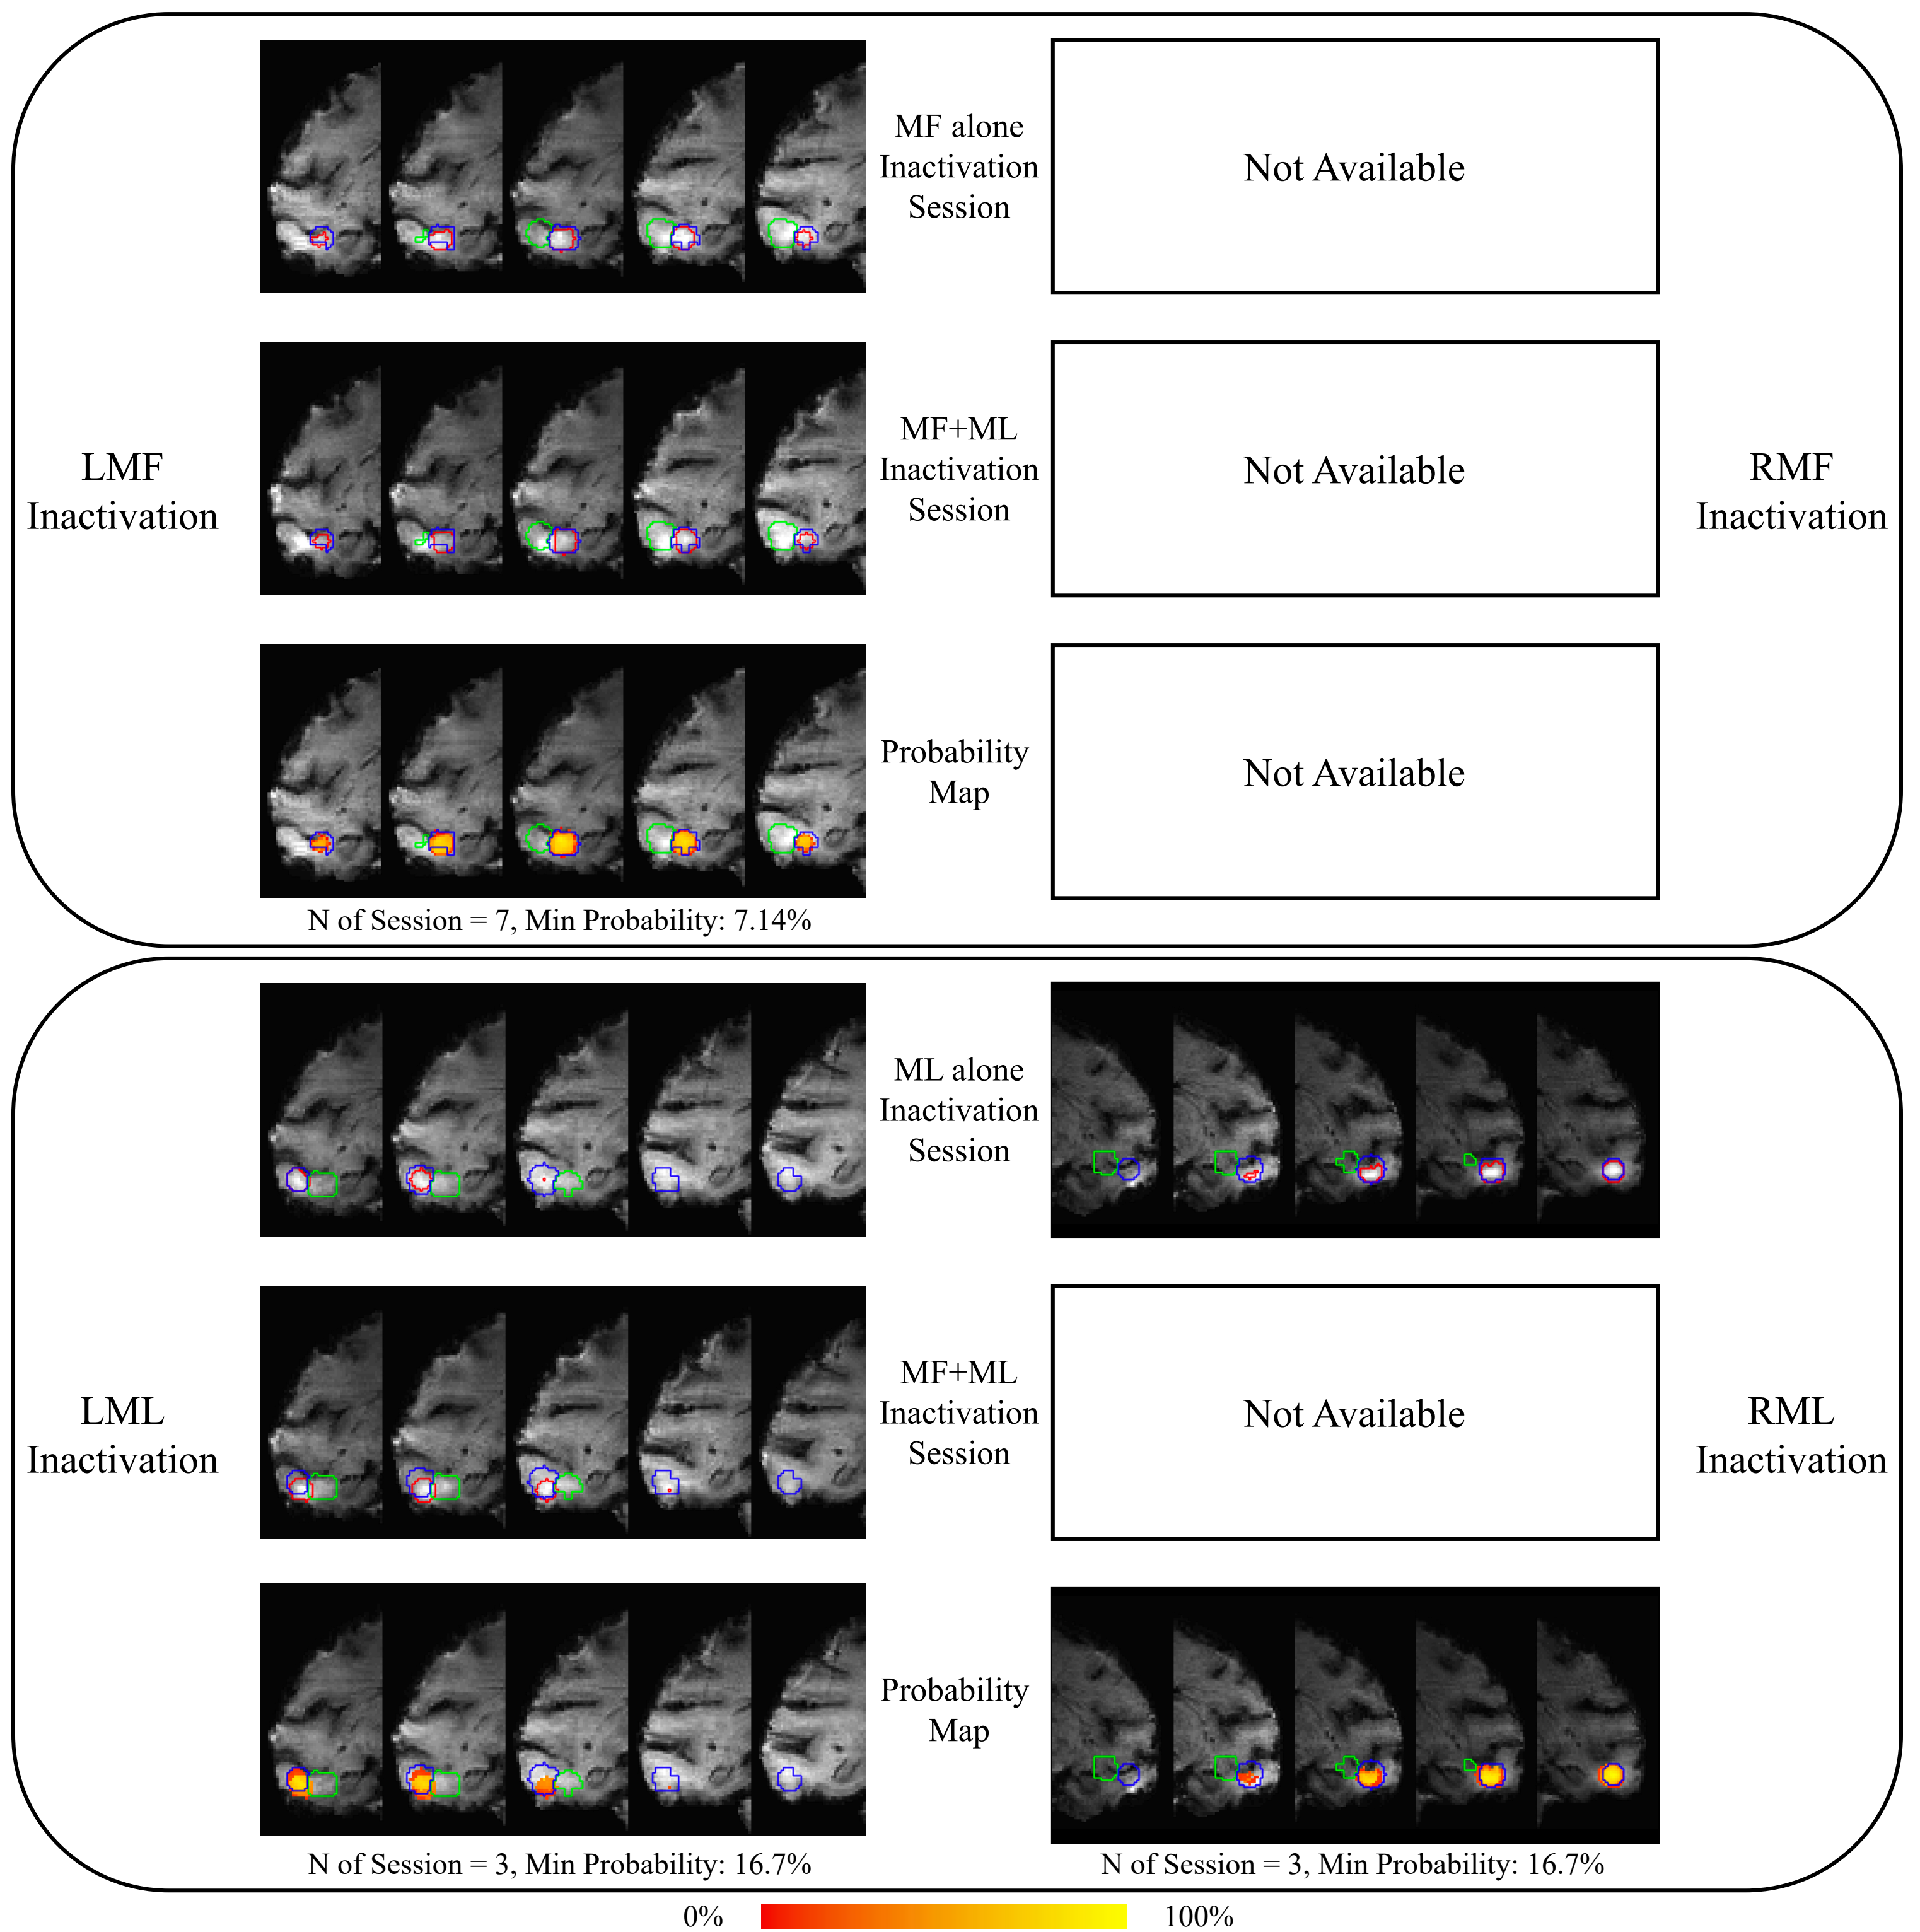 MF alone
Inactivation
Session
Not Available
LMF
Inactivation
MF+ML
Inactivation
Session
Not Available
RMF
Inactivation
Probability
Map
Not Available
N of Session = 7, Min Probability: 7.14%
ML alone
Inactivation
Session
LML
Inactivation
MF+ML
Inactivation
Session
Not Available
RML
Inactivation
Probability
Map
N of Session = 3, Min Probability: 16.7%
N of Session = 3, Min Probability: 16.7%
0%
100%